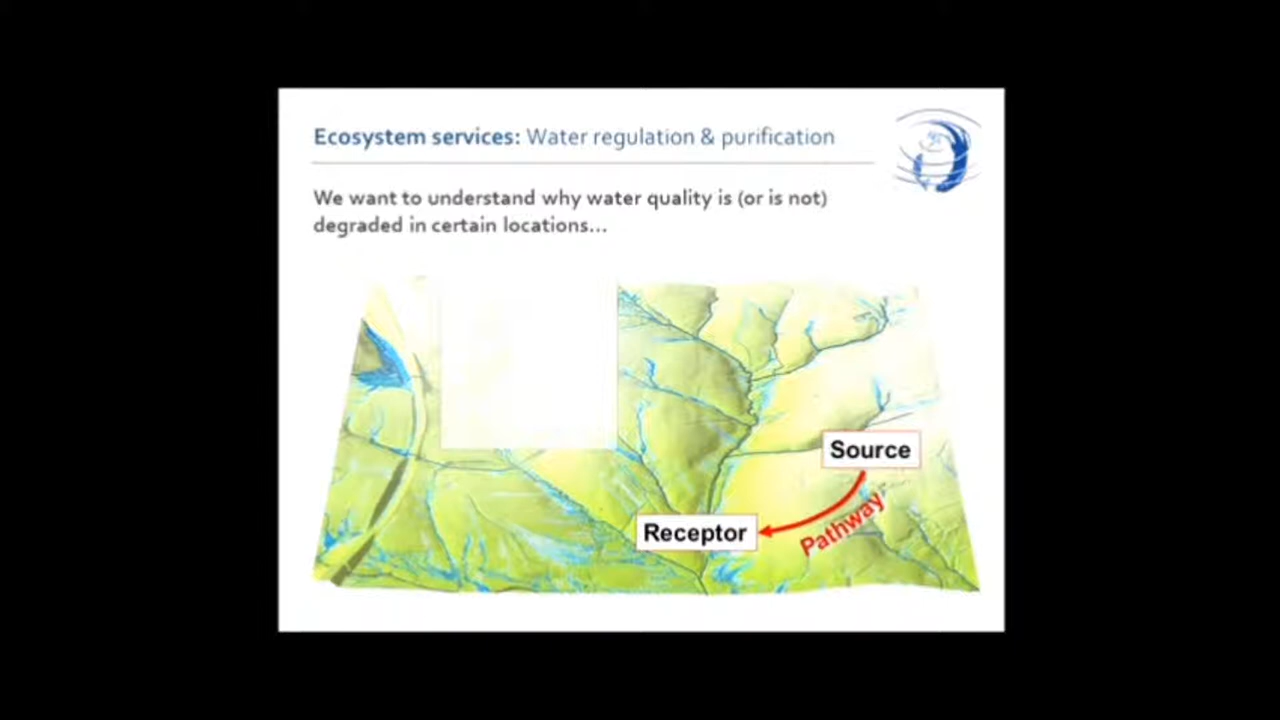 Ecosystem services: Water regulation & purification
We want to understand why water quality is (or is not)
degraded in certain locations...
Source
Pathway
Receptor